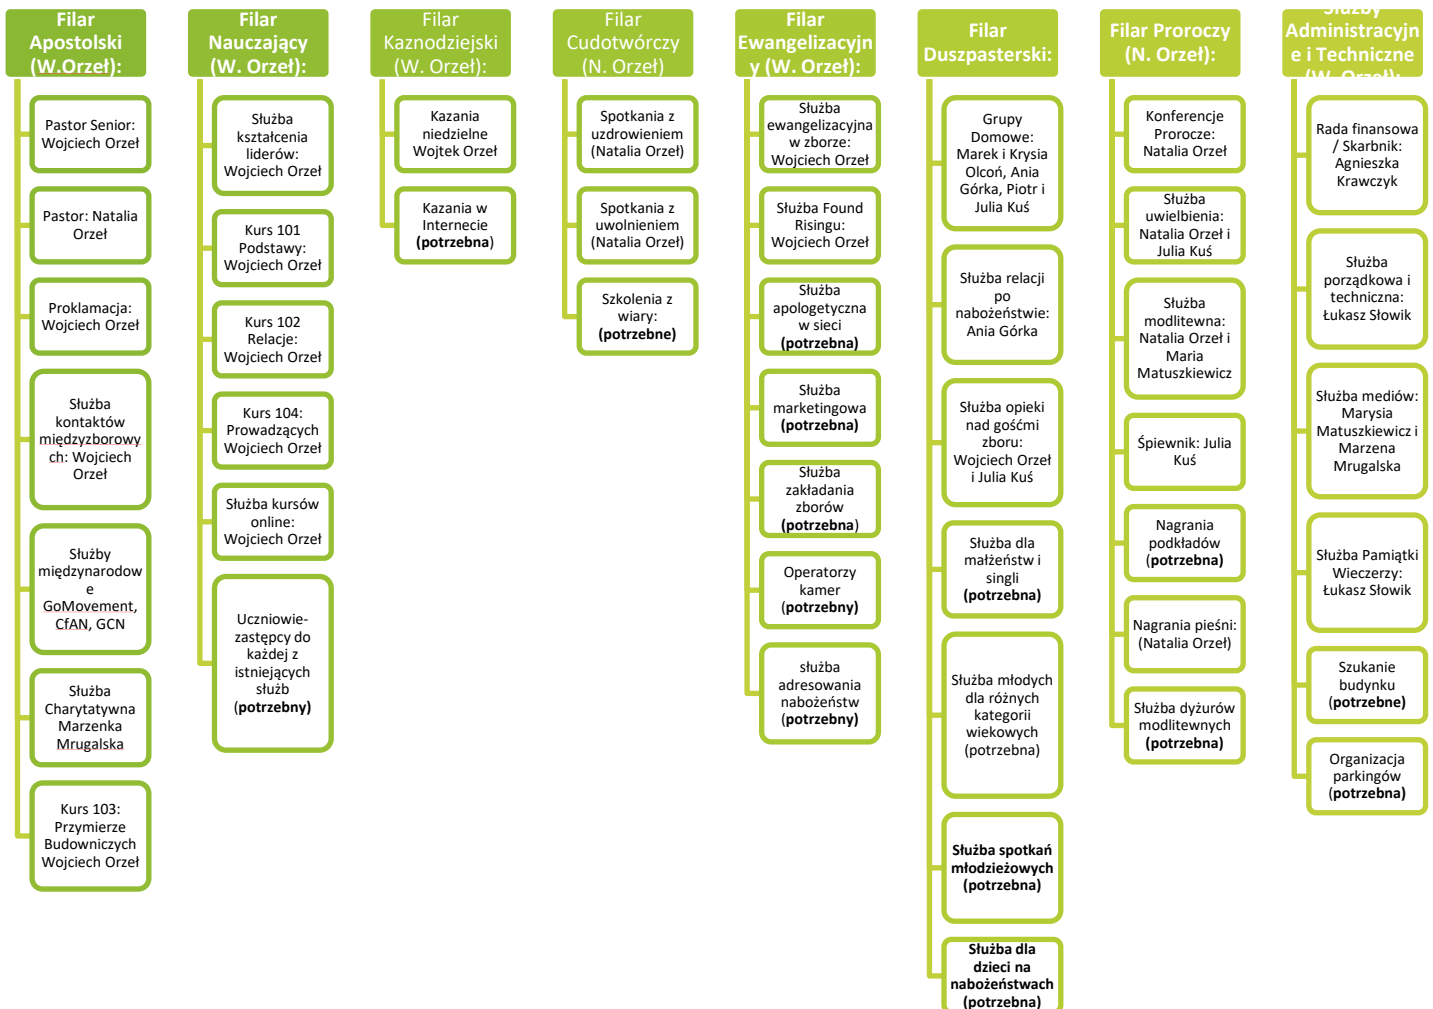 Filar
Apostolski
(W.Orzeł):
Pastor Senior:
Wojciech Orzeł
Pastor: Natalia
Orzeł
Proklamacja:
Wojciech Orzeł
Służba
kontaktów
międzyzborowy
ch: Wojciech
Orzeł
Służby
międzynarodow
e
GoMovement,
CfAN, GCN
Służba
Charytatywna
Marzenka
Mrugalska
Kurs 103:
Przymierze
Budowniczych
Wojciech Orzeł
Filar
Nauczający
(W. Orzeł):
Służba
kształcenia
liderów:
Wojciech Orzeł
Kurs 101
Podstawy:
Wojciech Orzeł
Kurs 102
Relacje:
Wojciech Orzeł
Kurs 104:
Prowadzących
Wojciech Orzeł
Służba kursów
online:
Wojciech Orzeł
Uczniowie-
zastępcy do
każdej z
istniejących
służb
(potrzebny)
Filar
Kaznodziejski
(W. Orzeł):
Kazania
niedzielne
Wojtek Orzeł
Kazania w
Internecie
(potrzebna)
Filar
Cudotwórczy
(N. Orzeł)
Spotkania z
uzdrowieniem
(Natalia Orzeł)
Spotkania z
uwolnieniem
(Natalia Orzeł)
Szkolenia z
wiary:
(potrzebne)
Filar
Ewangelizacyjn
y (W. Orzeł):
Służba
ewangelizacyjna
w zborze:
Wojciech Orzeł
Służba Found
Risingu:
Wojciech Orzeł
Służba
apologetyczna
w sieci
(potrzebna)
Służba
marketingowa
(potrzebna)
Służba
zakładania
zborów
(potrzebna)
Operatorzy
kamer
(potrzebny)
służba
adresowania
nabożeństw
(potrzebny)
Filar
Duszpasterski:
Grupy
Domowe:
Marek i Krysia
Olcoń, Ania
Górka, Piotr i
Julia Kuś
Służba relacji
po
nabożeństwie:
Ania Górka
Służba opieki
nad gośćmi
zboru:
Wojciech Orzeł
i Julia Kuś
Służba dla
małżeństw i
singli
(potrzebna)
Służba młodych
dla różnych
kategorii
wiekowych
(potrzebna)
Służba spotkań
młodzieżowych
(potrzebna)
Służba dla
dzieci na
nabożeństwach
(potrzebna)
Filar Proroczy
(N. Orzeł):
Konferencje
Prorocze:
Natalia Orzeł
Służba
uwielbienia:
Natalia Orzeł i
Julia Kuś
Służba
modlitewna:
Natalia Orzeł i
Maria
Matuszkiewicz
Śpiewnik: Julia
Kuś
Nagrania
podkładów
(potrzebna)
Nagrania pieśni:
(Natalia Orzeł)
Służba dyżurów
modlitewnych
(potrzebna)
Służby
Administracyjn
e i Techniczne
(W. Orzeł):
Rada finansowa
/ Skarbnik:
Agnieszka
Krawczyk
Służba
porządkowa i
techniczna:
Łukasz Słowik
Służba mediów:
Marysia
Matuszkiewicz i
Marzena
Mrugalska
Służba Pamiątki
Wieczerzy:
Łukasz Słowik
Szukanie
budynku
(potrzebne)
Organizacja
parkingów
(potrzebna)